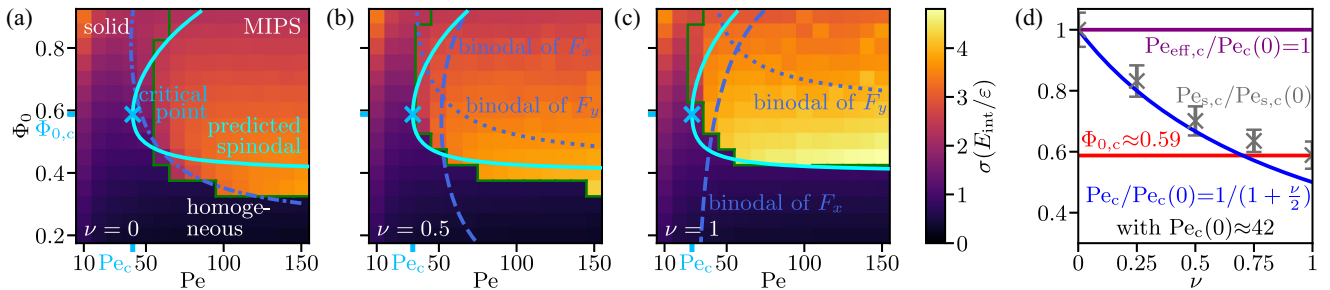 (a)
solid
MIPS
critical
point
predicted
spinodal
homoge-
neous
ν = 0
Φ₀
0.8
0.6
Φ₀,c
0.4
0.2
10
Pec
50
100
150
Pe
(b)
binodal of Fx
binodal of Fy
ν = 0.5
10
Pec
50
100
150
Pe
(c)
binodal of Fy
binodal of Fx
ν = 1
10
Pec
50
100
150
Pe
4
3
2
1
0
σ(Eint/ε)
(d)
1
0.8
0.6
0.4
Peeff,c/Pec(0)=1
Pes,c/Pes,c(0)
Φ₀,c≈0.59
Pec/Pec(0)=1/(1 + ν/2)
with Pec(0)≈42
0
0.25
0.5
0.75
1
ν